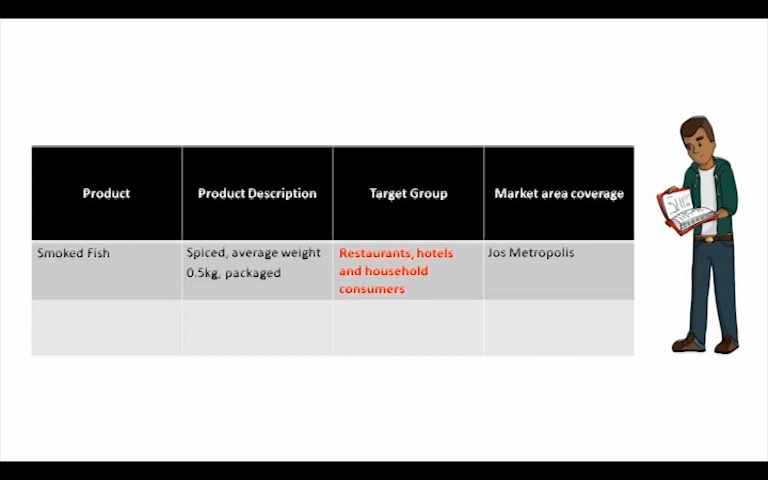 Product
Product Description
Target Group
Market area coverage
Smoked Fish
Spiced, average weight
0.5kg, packaged
Restaurants, hotels
and household
consumers
Jos Metropolis